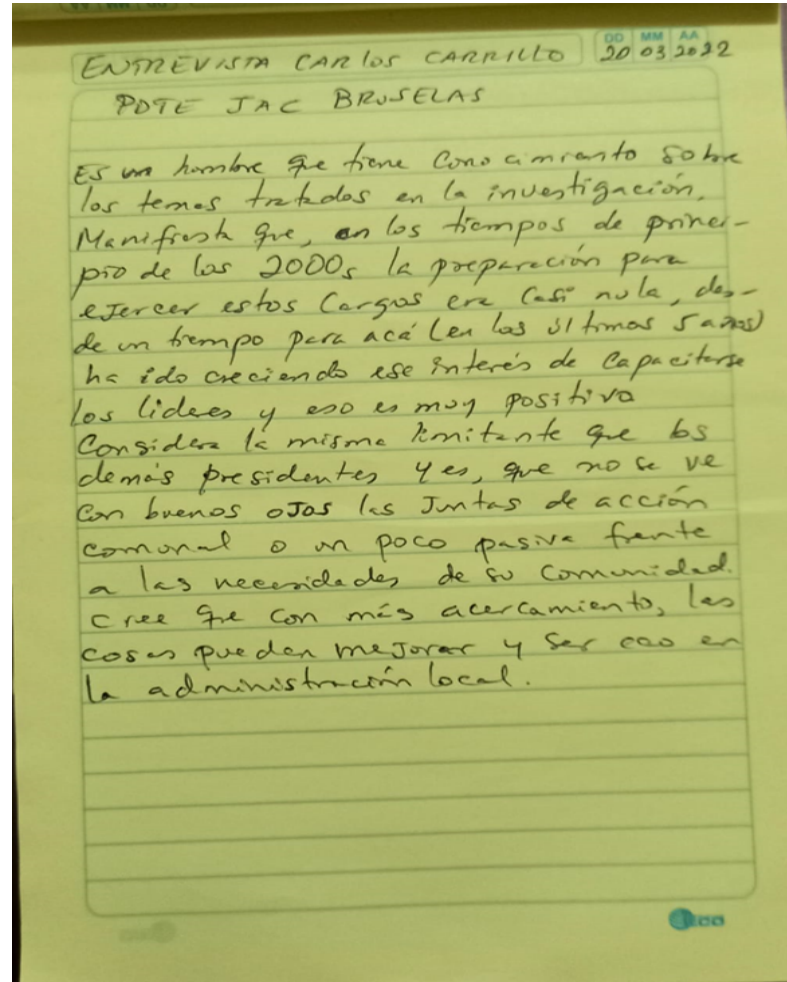 DD MM AA
ENTREVISTA CARLOS CARRILLO 20 03 2022
PDTE JAC BRUSELAS
Es un hombre que tiene conocimiento sobre
los temas tratados en la investigación.
Manifiesta que, en los tiempos de princi-
pio de los 2000s la preparación para
ejercer estos cargos era casi nula, des-
de un tiempo para acá (en los últimos 5 años)
ha ido creciendo ese interés de capacitarse
los líderes y eso es muy positivo
Considera la misma limitante que los
demás presidentes y es, que no se ve
con buenos ojos las Juntas de acción
comunal o un poco pasiva frente
a las necesidades de su comunidad.
cree que con más acercamiento, las
cosas pueden mejorar y ser eco en
la administración local.